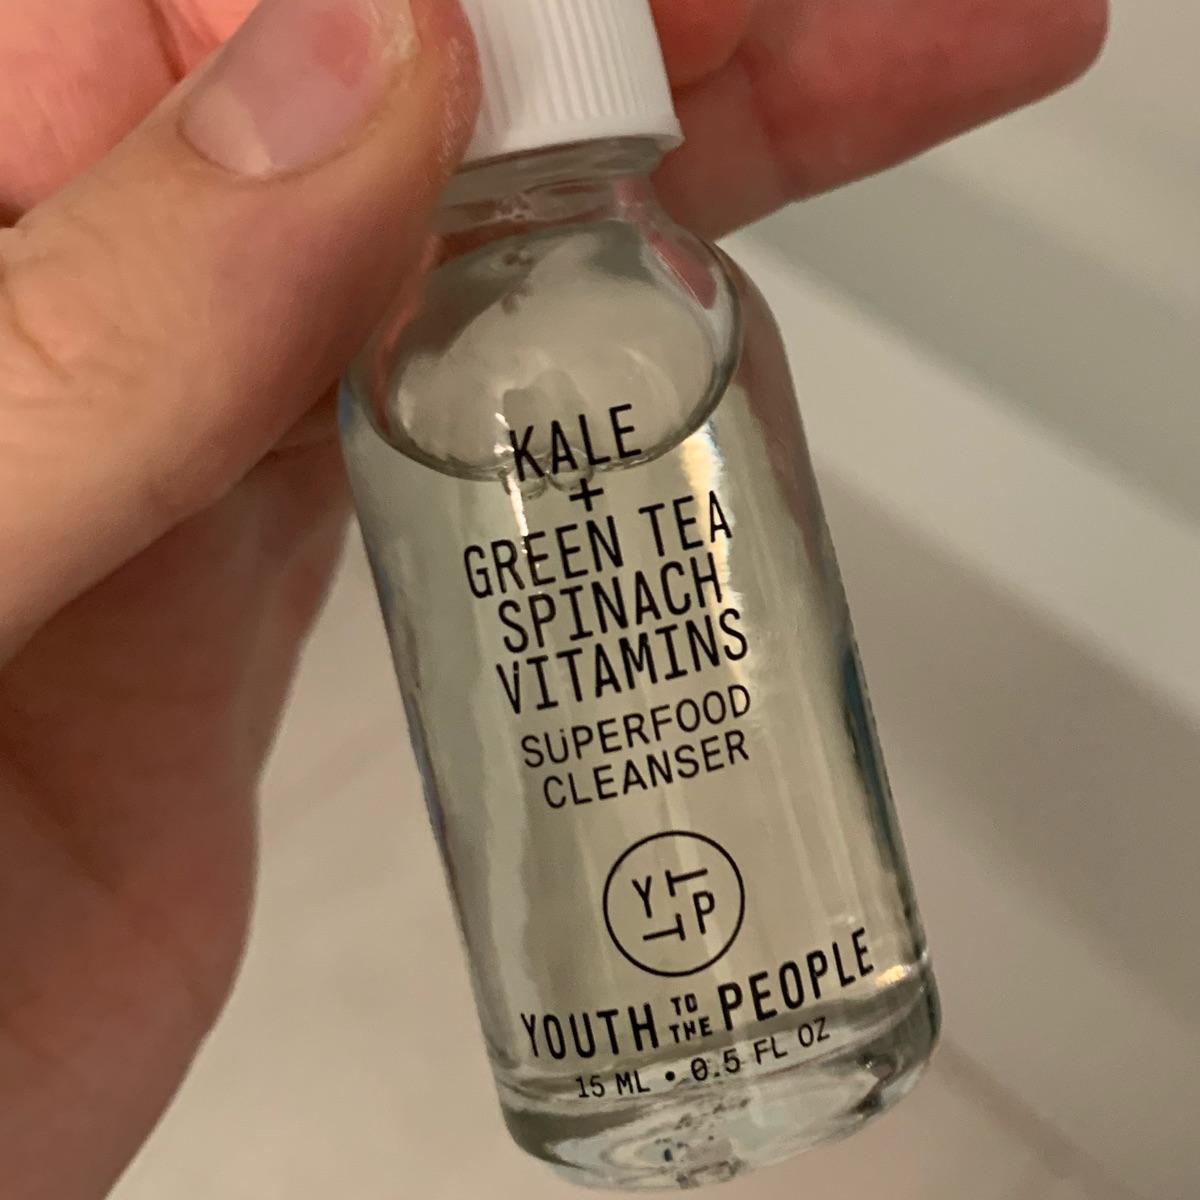 KALE
+
GREEN TEA
SPINACH
VITAMINS
SUPERFOOD
CLEANSER
Y T
T P
YOUTH TO THE PEOPLE
15 ML • 0.5 FL OZ